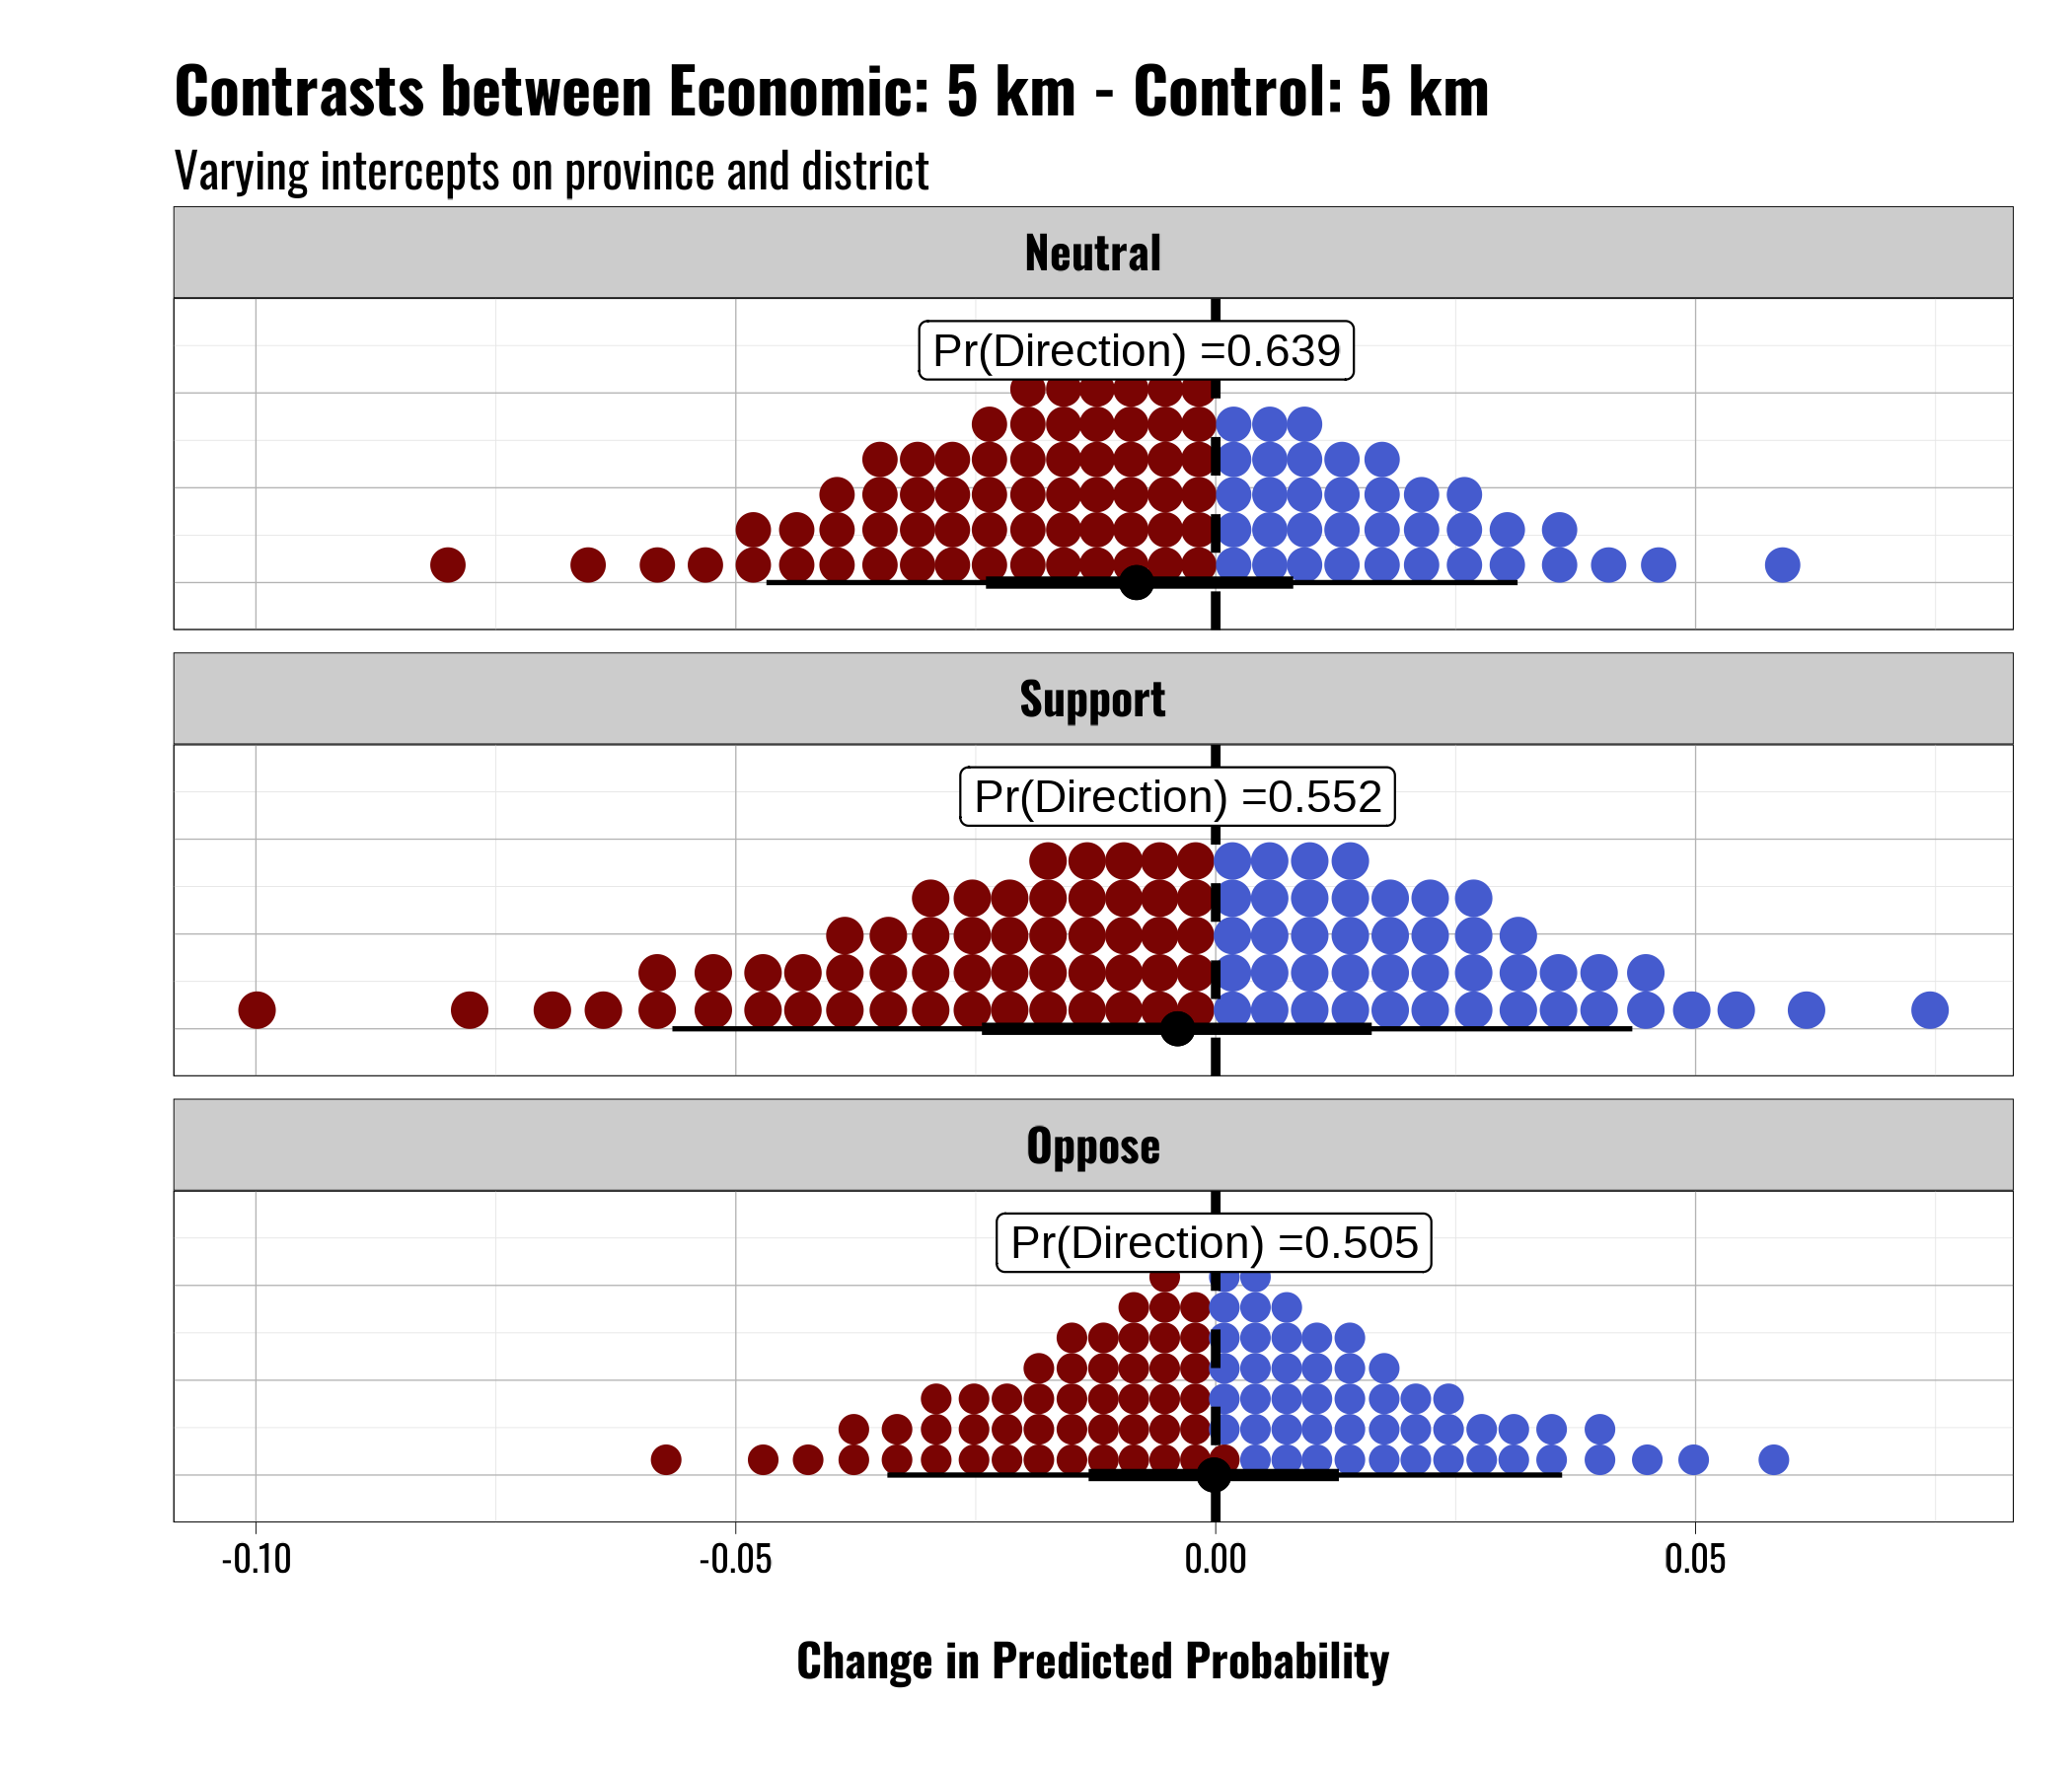 Contrasts between Economic: 5 km - Control: 5 km
Varying intercepts on province and district
Neutral
Pr(Direction) =0.639
Support
Pr(Direction) =0.552
Oppose
Pr(Direction) =0.505
-0.10 -0.05 0.00 0.05
Change in Predicted Probability